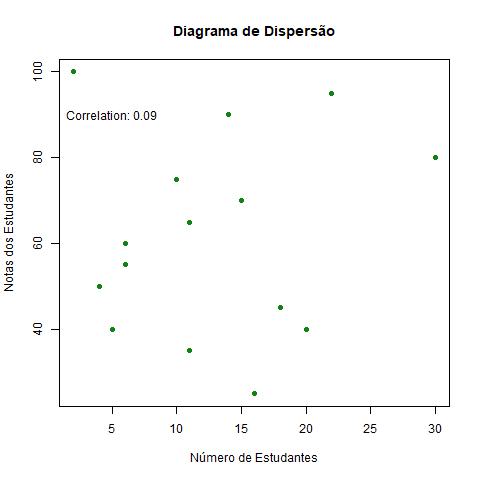 Diagrama de Dispersão
Correlation: 0.09
Notas dos Estudantes
100
80
60
40
5 10 15 20 25 30
Número de Estudantes